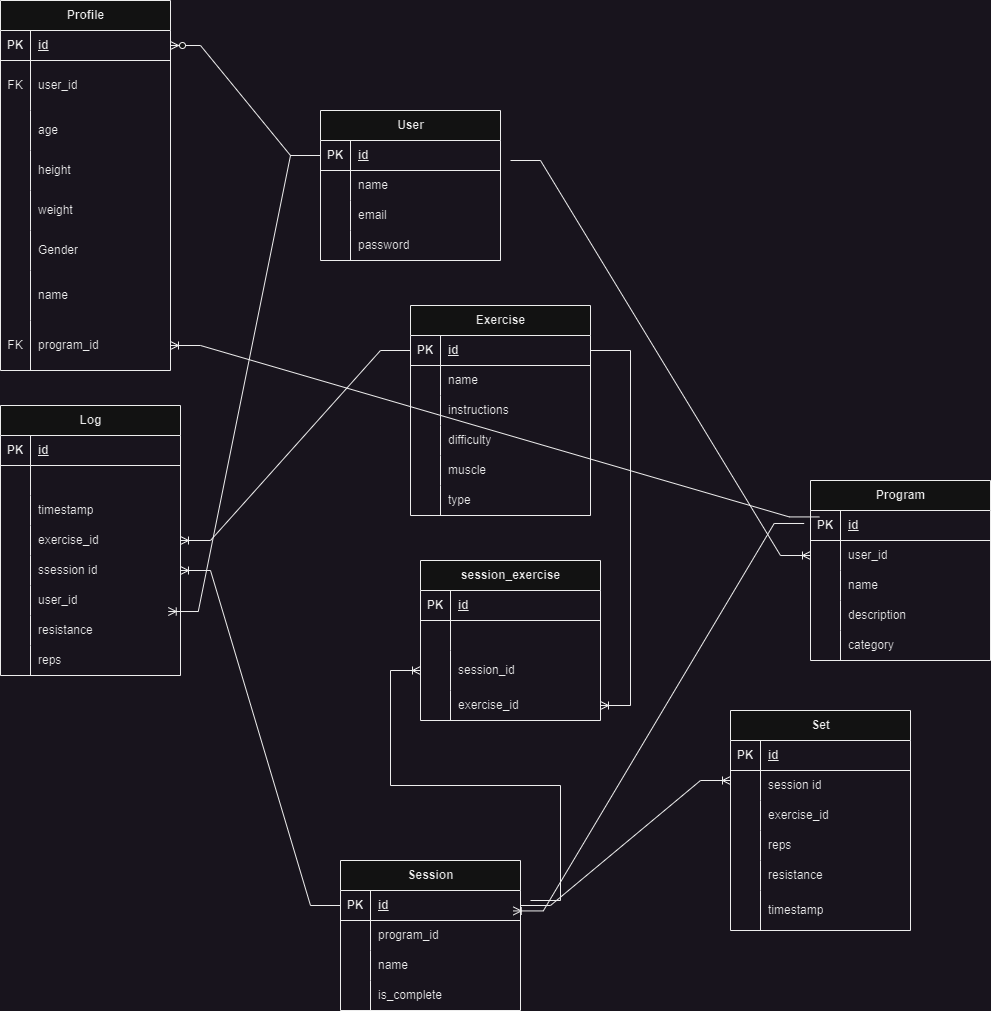 Profile
PK id
FK user_id
age
height
weight
Gender
name
FK program_id
User
PK id
name
email
password
Exercise
PK id
name
instructions
difficulty
muscle
type
Log
PK id
timestamp
exercise_id
ssession id
user_id
resistance
reps
Program
PK id
user_id
name
description
category
session_exercise
PK id
session_id
exercise_id
Set
PK id
session id
exercise_id
reps
resistance
timestamp
Session
PK id
program_id
name
is_complete